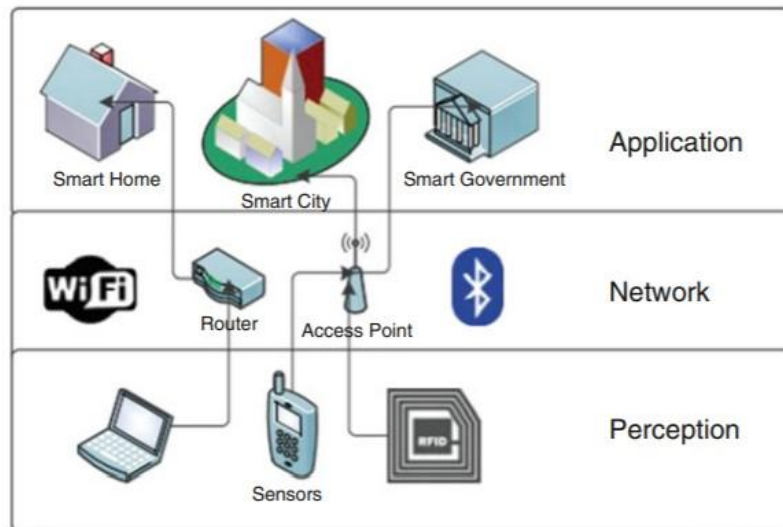 Smart Home
Smart City
Smart Government
Application
WiFi
Router
Access Point
Network
RFID
Sensors
Perception